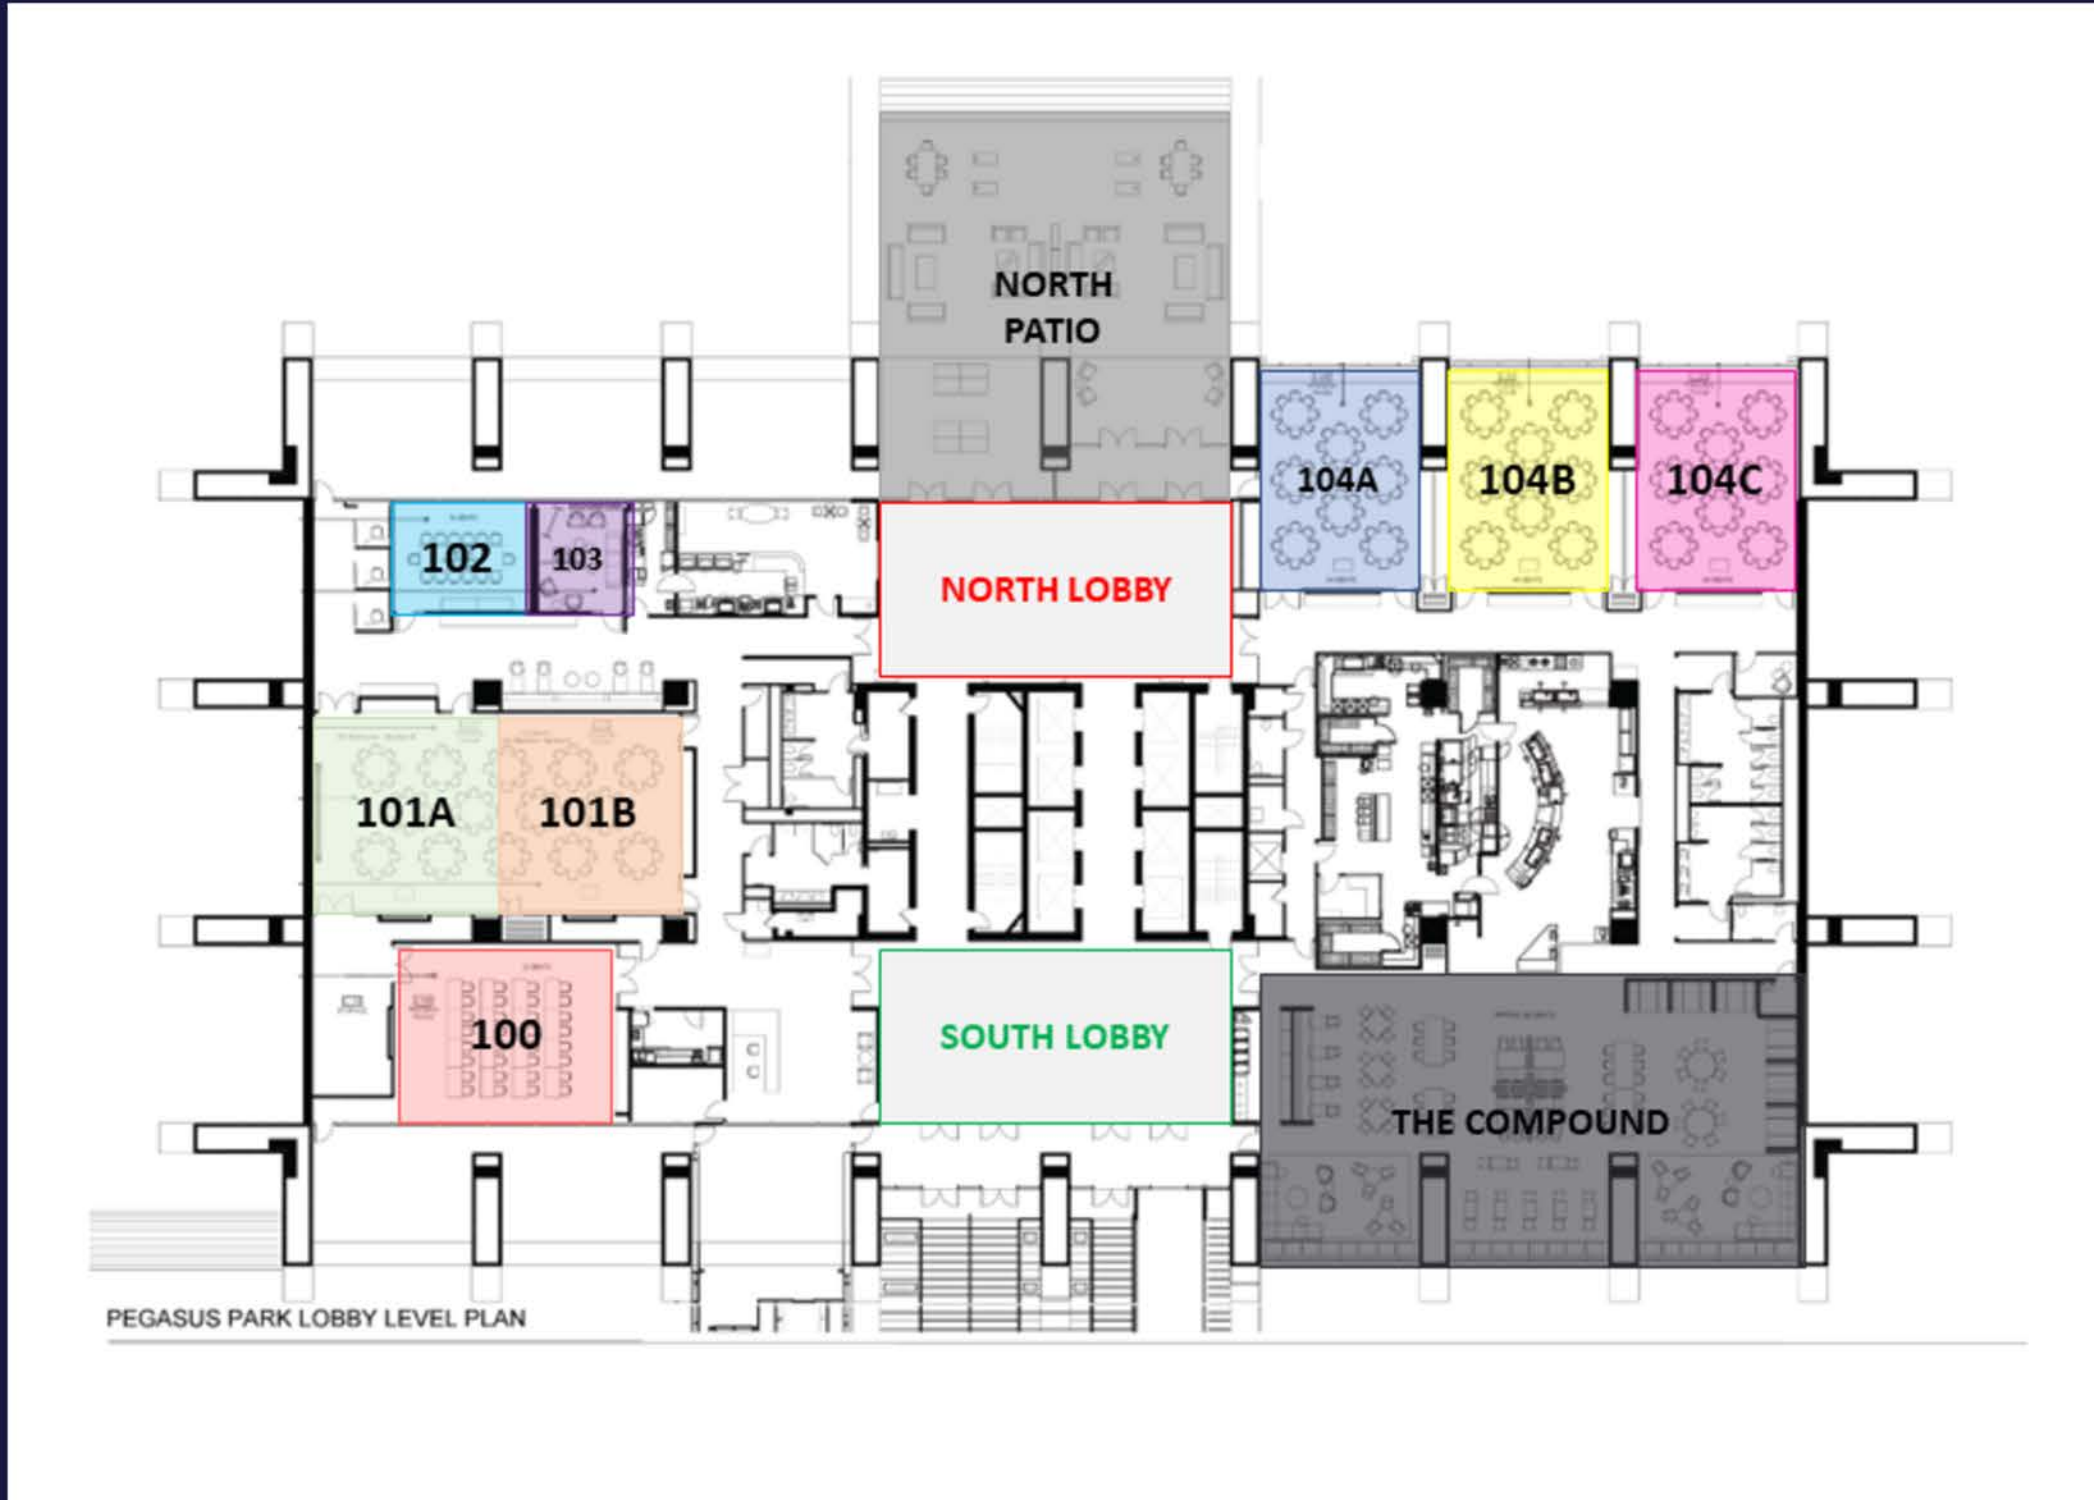 NORTH
PATIO
104A
104B
104C
102
103
NORTH LOBBY
101A
101B
100
SOUTH LOBBY
THE COMPOUND
PEGASUS PARK LOBBY LEVEL PLAN